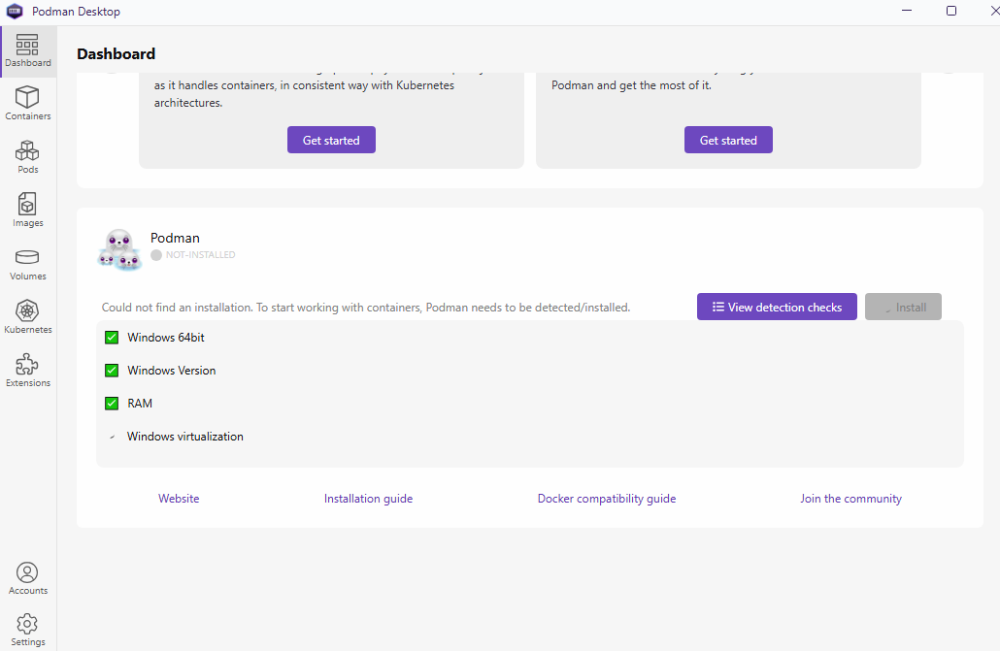 Podman Desktop
Dashboard
Containers
Pods
Images
Volumes
Kubernetes
Extensions
Accounts
Settings
Dashboard
as it handles containers, in consistent way with Kubernetes
architectures.
Get started
Podman and get the most of it.
Get started
Podman
NOT-INSTALLED
Could not find an installation. To start working with containers, Podman needs to be detected/installed.
View detection checks
Install
Windows 64bit
Windows Version
RAM
Windows virtualization
Website
Installation guide
Docker compatibility guide
Join the community